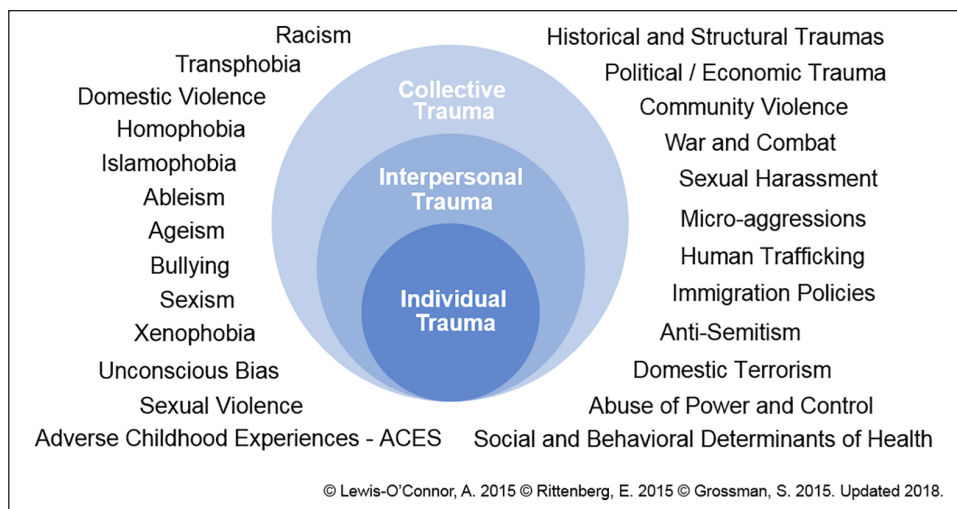 Racism
Transphobia
Domestic Violence
Homophobia
Islamophobia
Ableism
Ageism
Bullying
Sexism
Xenophobia
Unconscious Bias
Sexual Violence
Adverse Childhood Experiences - ACES
Collective
Trauma
Interpersonal
Trauma
Individual
Trauma
Historical and Structural Traumas
Political / Economic Trauma
Community Violence
War and Combat
Sexual Harassment
Micro-aggressions
Human Trafficking
Immigration Policies
Anti-Semitism
Domestic Terrorism
Abuse of Power and Control
Social and Behavioral Determinants of Health
© Lewis-O’Connor, A. 2015 © Rittenberg, E. 2015 © Grossman, S. 2015. Updated 2018.